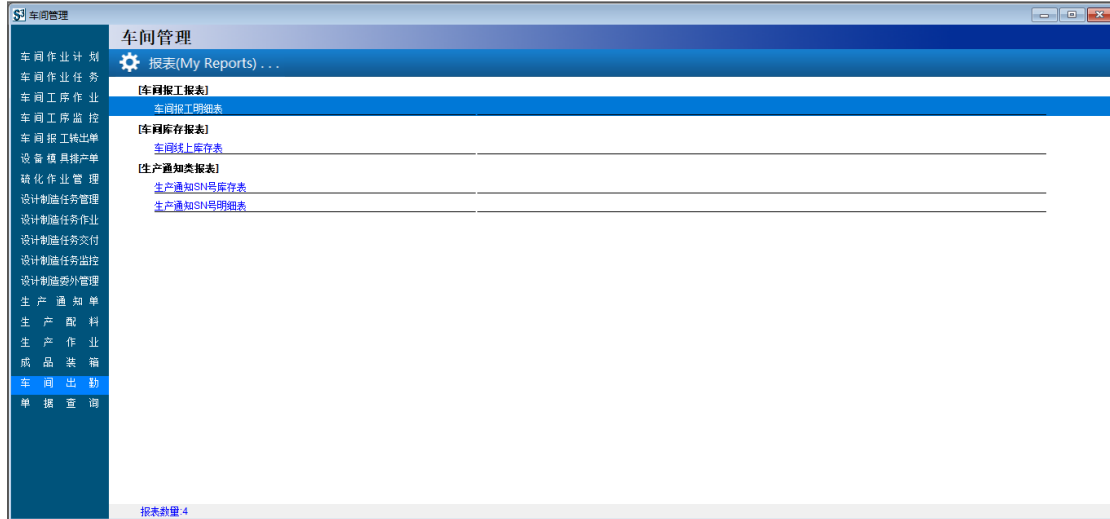 S3 车间管理
车间管理
报表(My Reports) . . .
车间作业计划
车间作业任务
车间工序作业
车间工序监控
车间报工转出单
设备模具排产单
硫化作业管理
设计制造任务管理
设计制造任务作业
设计制造任务交付
设计制造任务监控
设计制造委外管理
生产通知单
生产配料
生产作业
成品装箱
车间出勤
单据查询
[车间报工报表]
车间报工明细表
[车间库存报表]
车间线上库存表
[生产通知类报表]
生产通知SN号库存表
生产通知SN号明细表
报表数量:4